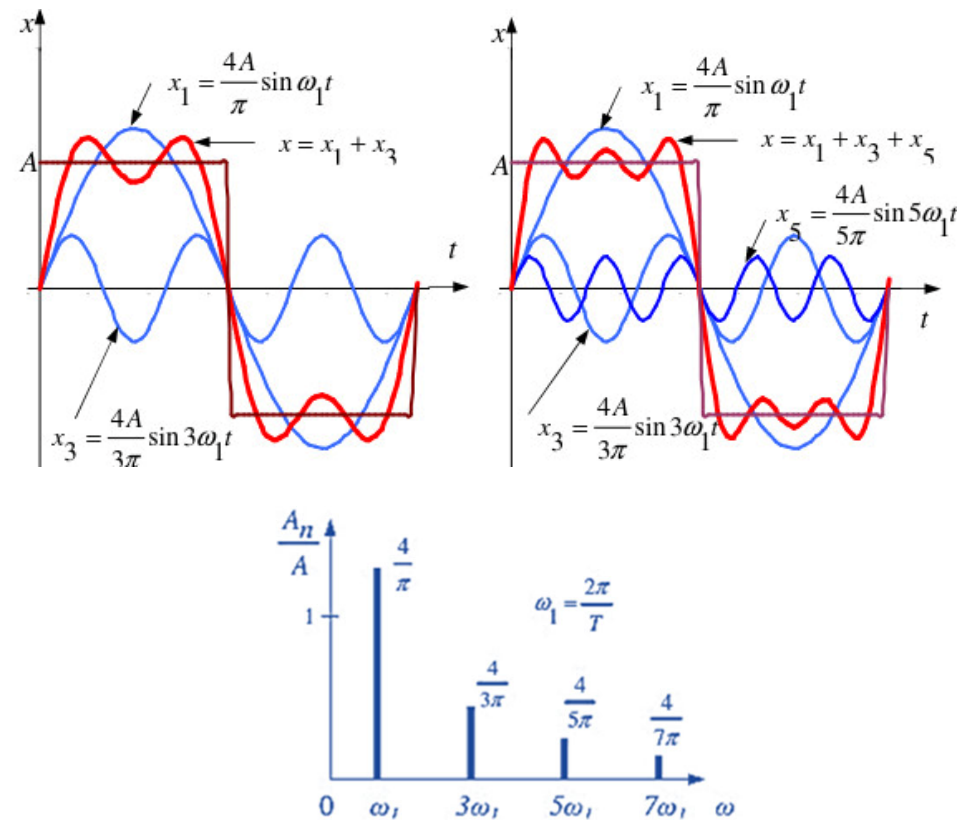 x
x₁ = 4A/π sin ω₁t
x = x₁ + x₃
A
t
x₃ = 4A/3π sin 3ω₁t
x
x₁ = 4A/π sin ω₁t
x = x₁ + x₃ + x₅
A
x₅ = 4A/5π sin 5ω₁t
t
x₃ = 4A/3π sin 3ω₁t
Aₙ/A
4/π
ω₁ = 2π/T
1
4/3π
4/5π
4/7π
0 ω₁ 3ω₁ 5ω₁ 7ω₁ ω